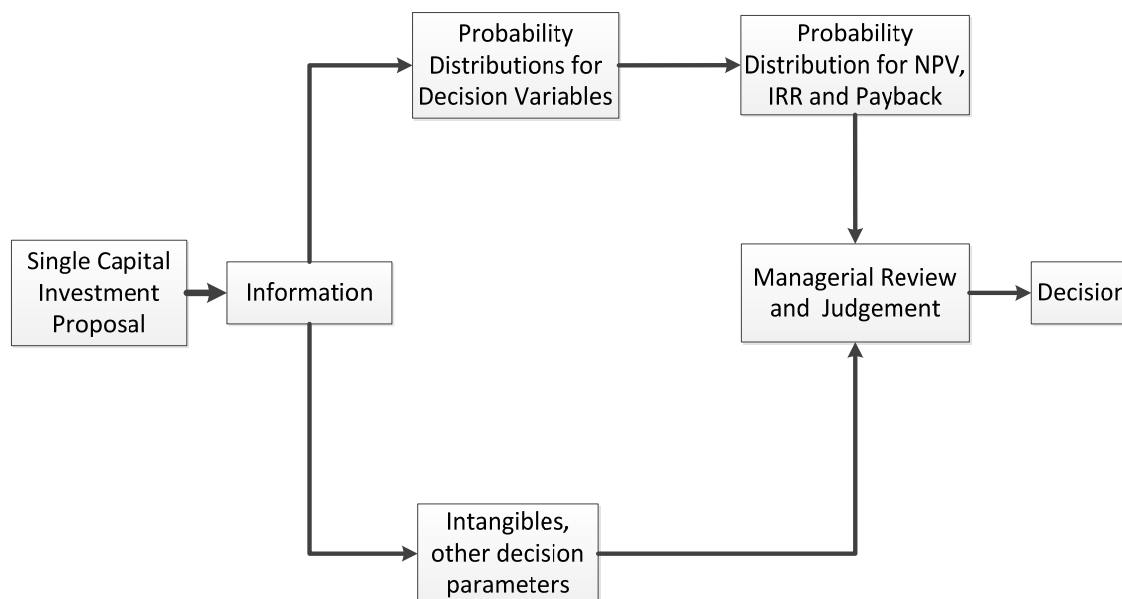 Probability
Distributions for
Decision Variables
Probability
Distribution for NPV,
IRR and Payback
Single Capital
Investment
Proposal
Information
Managerial Review
and Judgement
Decision
Intangibles,
other decision
parameters